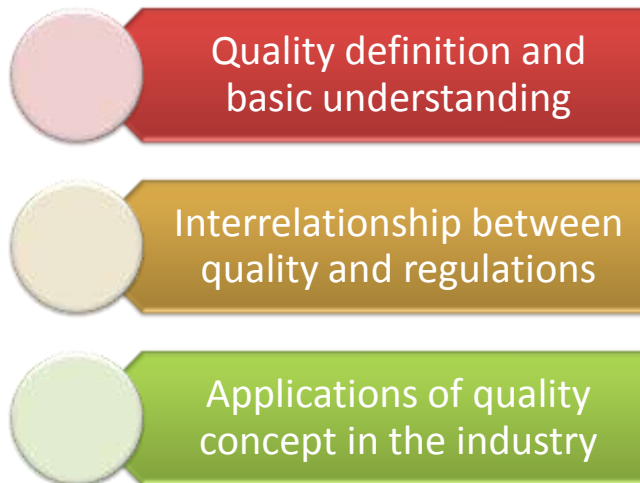 Quality definition and
basic understanding
Interrelationship between
quality and regulations
Applications of quality
concept in the industry